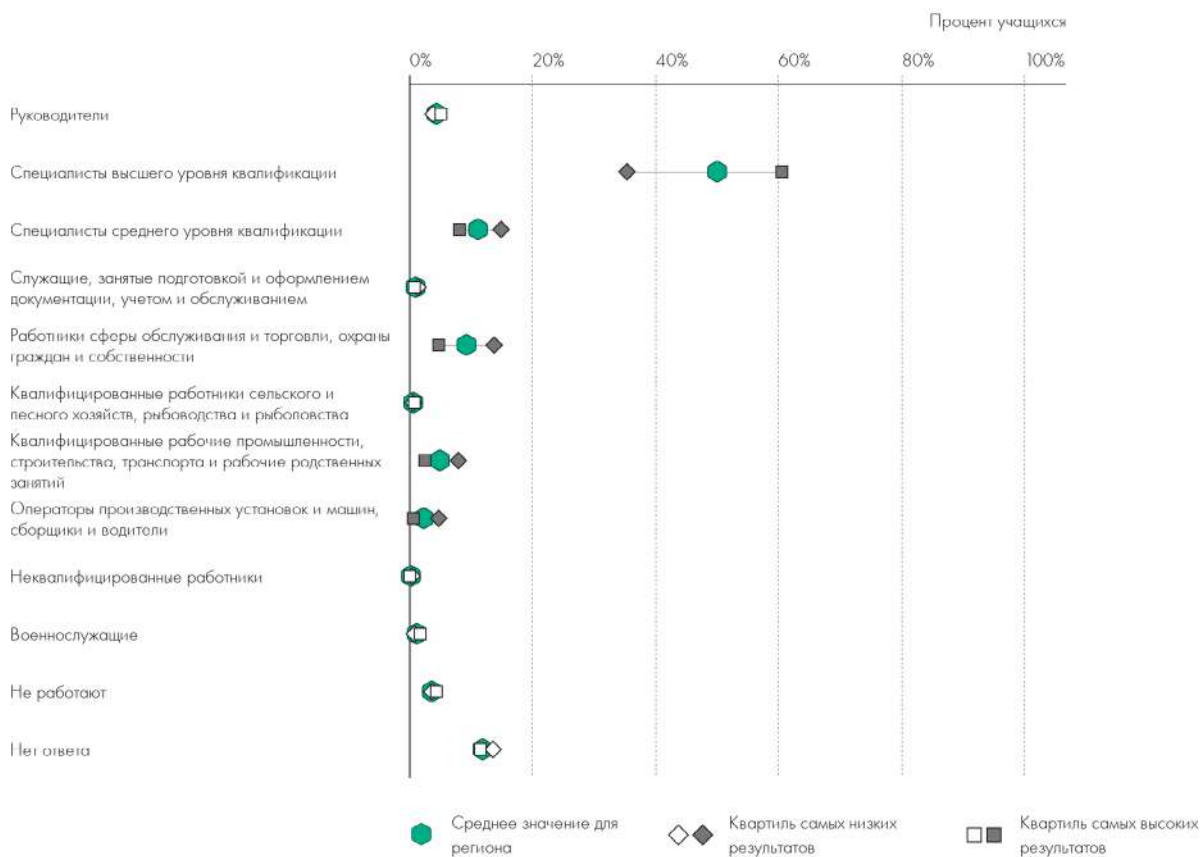 Процент учащихся
0% 20% 40% 60% 80% 100%
Руководители
Специалисты высшего уровня квалификации
Специалисты среднего уровня квалификации
Служащие, занятые подготовкой и оформлением
документации, учетом и обслуживанием
Работники сферы обслуживания и торговли, охраны
граждан и собственности
Квалифицированные работники сельского и
лесного хозяйств, рыбоводства и рыболовства
Квалифицированные рабочие промышленности,
строительства, транспорта и рабочие родственных
занятий
Операторы производственных установок и машин,
сборщики и водители
Неквалифицированные работники
Военнослужащие
Не работают
Нет ответа
Среднее значение для
региона
Квартиль самых низких
результатов
Квартиль самых высоких
результатов